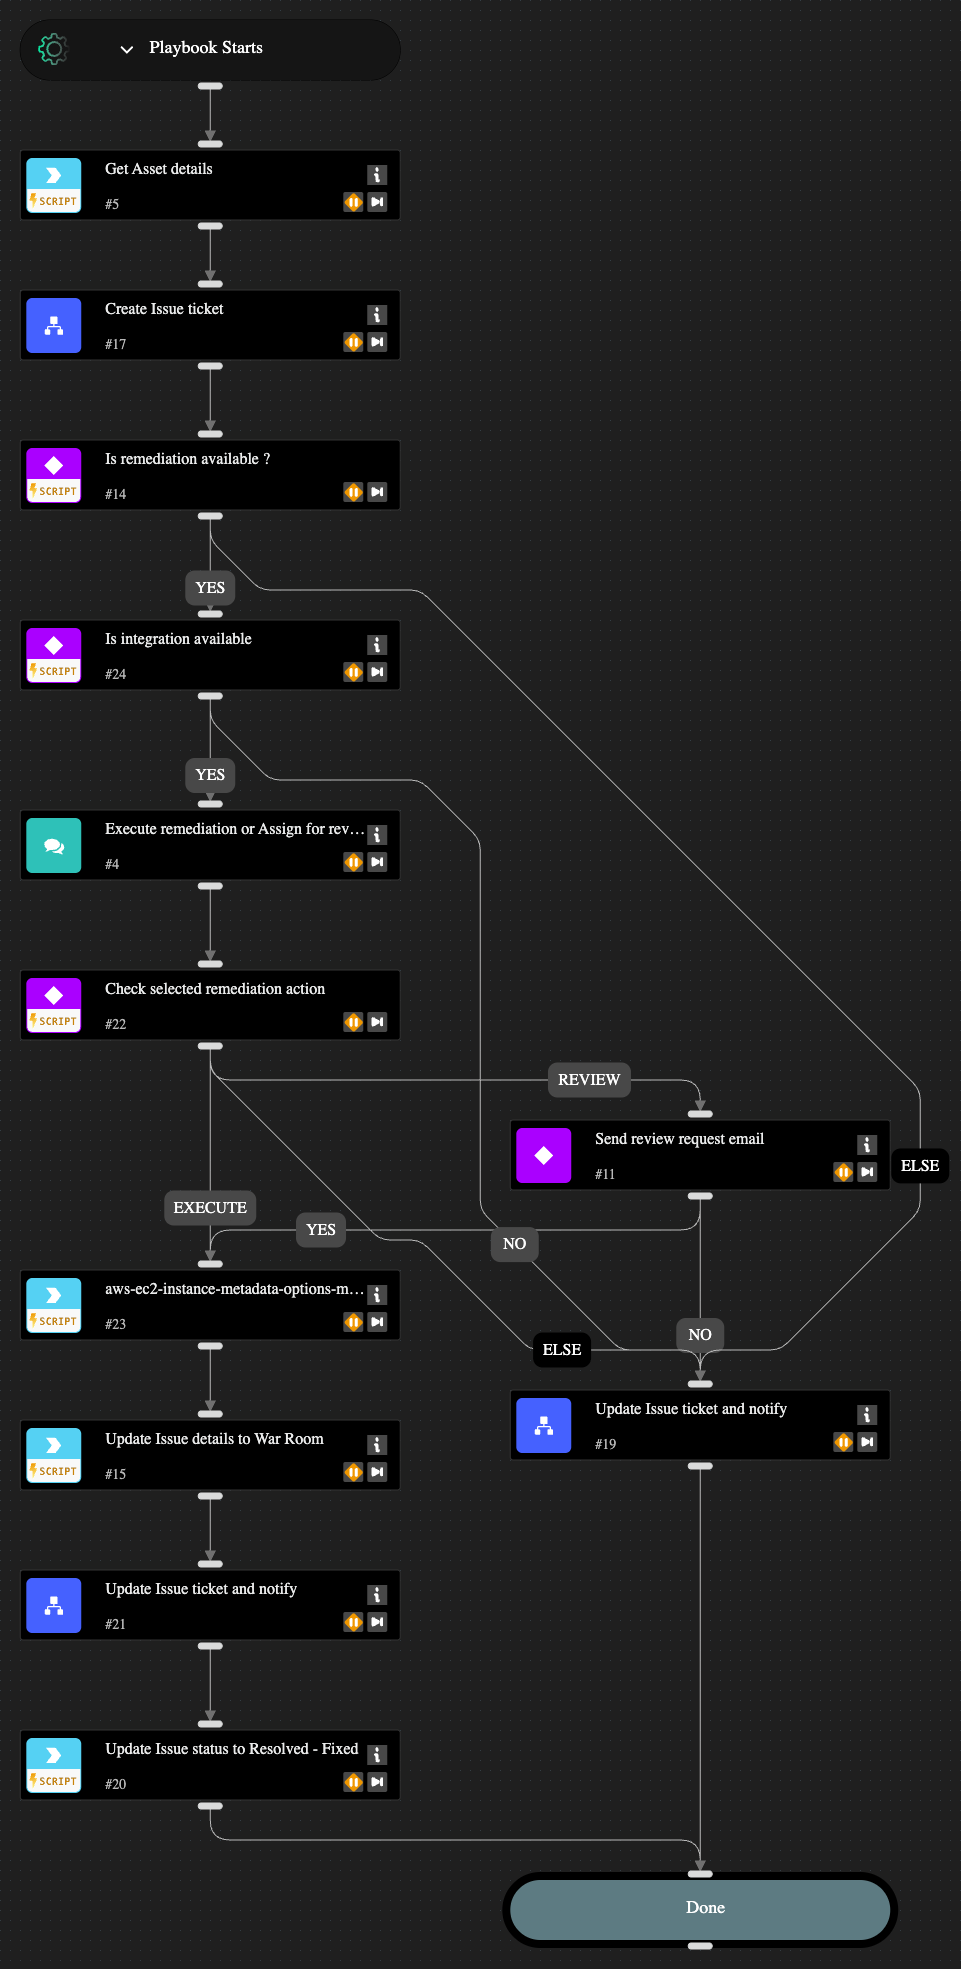 Playbook Starts
Get Asset details
SCRIPT
#5
Create Issue ticket
#17
Is remediation available ?
SCRIPT
#14
YES
Is integration available
SCRIPT
#24
YES
Execute remediation or Assign for rev...
#4
Check selected remediation action
SCRIPT
#22
REVIEW
Send review request email
#11
ELSE
EXECUTE
YES
NO
aws-ec2-instance-metadata-options-m...
SCRIPT
#23
NO
ELSE
Update Issue ticket and notify
#19
Update Issue details to War Room
SCRIPT
#15
Update Issue ticket and notify
#21
Update Issue status to Resolved - Fixed
SCRIPT
#20
Done